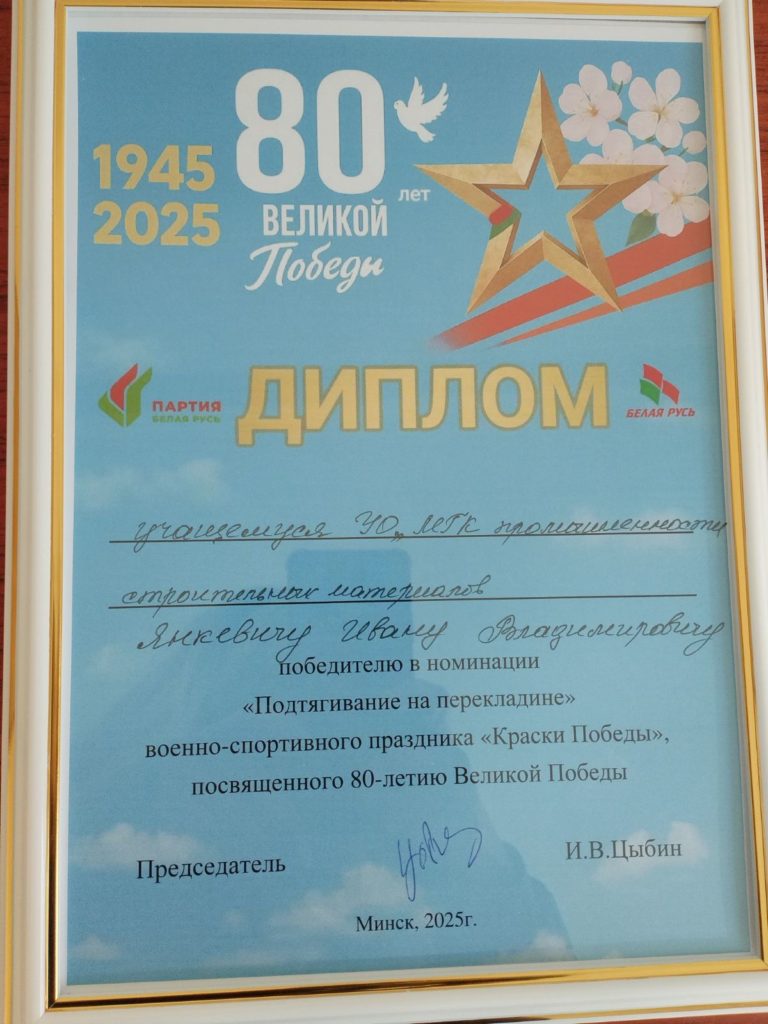 1945
2025
80 лет
ВЕЛИКОЙ
Победы
ПАРТИЯ
БЕЛАЯ РУСЬ
ДИПЛОМ
БЕЛАЯ РУСЬ
учащемуся УО „МГК промышленности
строительных материалов
Янкевичу Ивану Владимировичу
победителю в номинации
«Подтягивание на перекладине»
военно-спортивного праздника «Краски Победы»,
посвященного 80-летию Великой Победы
Председатель И.В.Цыбин
Минск, 2025г.